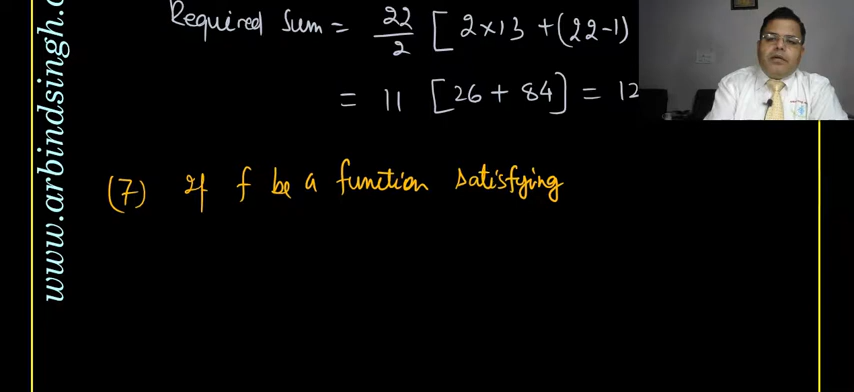 www.arbindsingh.c
Required Sum = 22/2 [ 2×13 + (22-1)
= 11 [26 + 84] = 12
(7) If f be a function satisfying